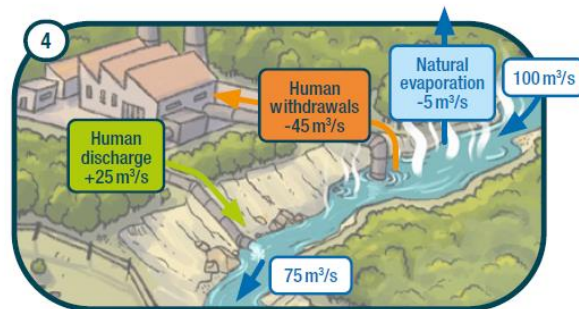 4
Natural
evaporation
-5 m³/s
100 m³/s
Human
withdrawals
-45 m³/s
Human
discharge
+25 m³/s
75 m³/s